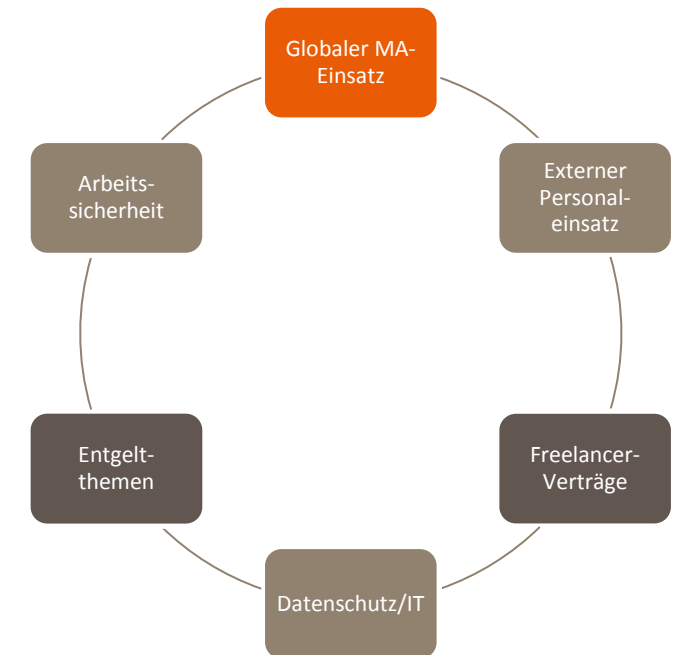 Globaler MA-
Einsatz
Externer
Personal-
einsatz
Freelancer-
Verträge
Datenschutz/IT
Entgelt-
themen
Arbeits-
sicherheit